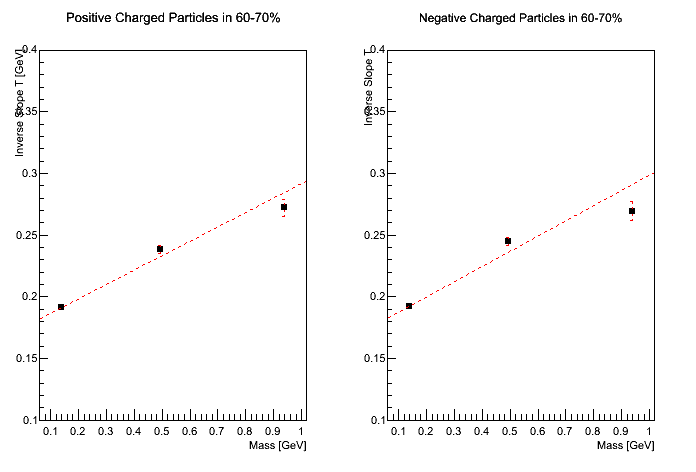 Positive Charged Particles in 60-70%
Inverse Slope T [GeV]
0.4
0.35
0.3
0.25
0.2
0.15
0.1
0.1 0.2 0.3 0.4 0.5 0.6 0.7 0.8 0.9 1
Mass [GeV]
Negative Charged Particles in 60-70%
Inverse Slope T
0.4
0.35
0.3
0.25
0.2
0.15
0.1
0.1 0.2 0.3 0.4 0.5 0.6 0.7 0.8 0.9 1
Mass [GeV]